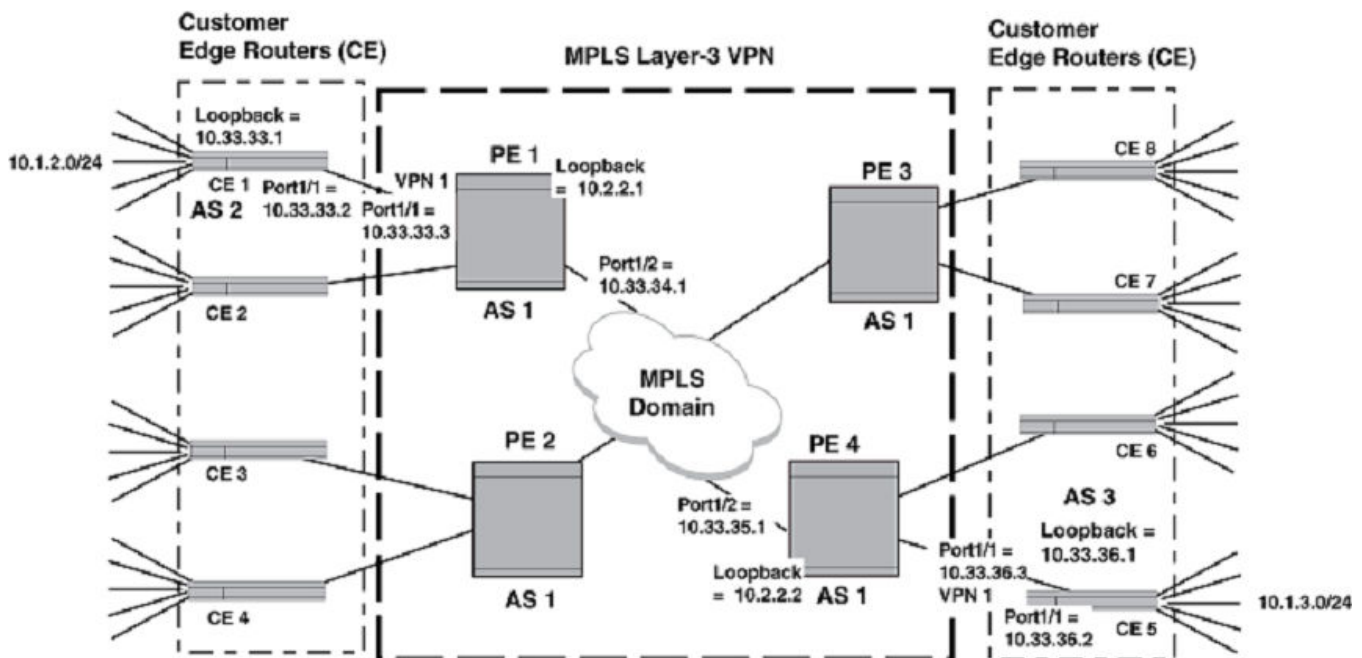 Customer
Edge Routers (CE)
MPLS Layer-3 VPN
Customer
Edge Routers (CE)
Loopback =
10.33.33.1
10.1.2.0/24
CE 1
Port1/1 =
10.33.33.2
AS 2
VPN 1
Port1/1 =
10.33.33.3
PE 1
Loopback
= 10.2.2.1
Port1/2 =
10.33.34.1
AS 1
CE 2
PE 3
AS 1
CE 8
CE 7
MPLS
Domain
CE 3
CE 4
PE 2
AS 1
PE 4
Port1/2 =
10.33.35.1
Loopback
= 10.2.2.2
AS 1
CE 6
AS 3
Loopback =
10.33.36.1
Port1/1 =
10.33.36.3
VPN 1
Port1/1 =
10.33.36.2
CE 5
10.1.3.0/24